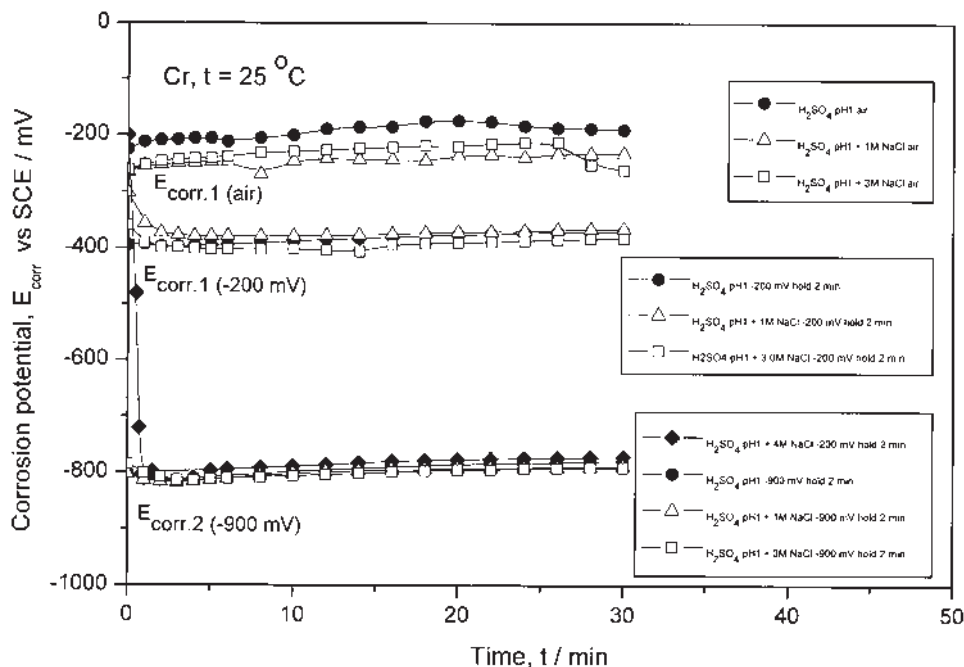 0
-200
-400
-600
-800
-1000
Corrosion potential, E_corr vs SCE / mV
Cr, t = 25 °C
E_corr.1 (air)
E_corr.1 (-200 mV)
E_corr.2 (-900 mV)
H₂SO₄ pH1 air
H₂SO₄ pH1 + 1M NaCl air
H₂SO₄ pH1 + 3M NaCl air
H₂SO₄ pH1 -200 mV hold 2 min
H₂SO₄ pH1 + 1M NaCl -200 mV hold 2 min
H2SO4 pH1 + 3.0M NaCl -200 mV hold 2 min
H₂SO₄ pH1 + 4M NaCl -200 mV hold 2 min
H₂SO₄ pH1 -900 mV hold 2 min
H₂SO₄ pH1 + 1M NaCl -900 mV hold 2 min
H₂SO₄ pH1 + 3M NaCl -900 mV hold 2 min
0 10 20 30 40 50
Time, t / min